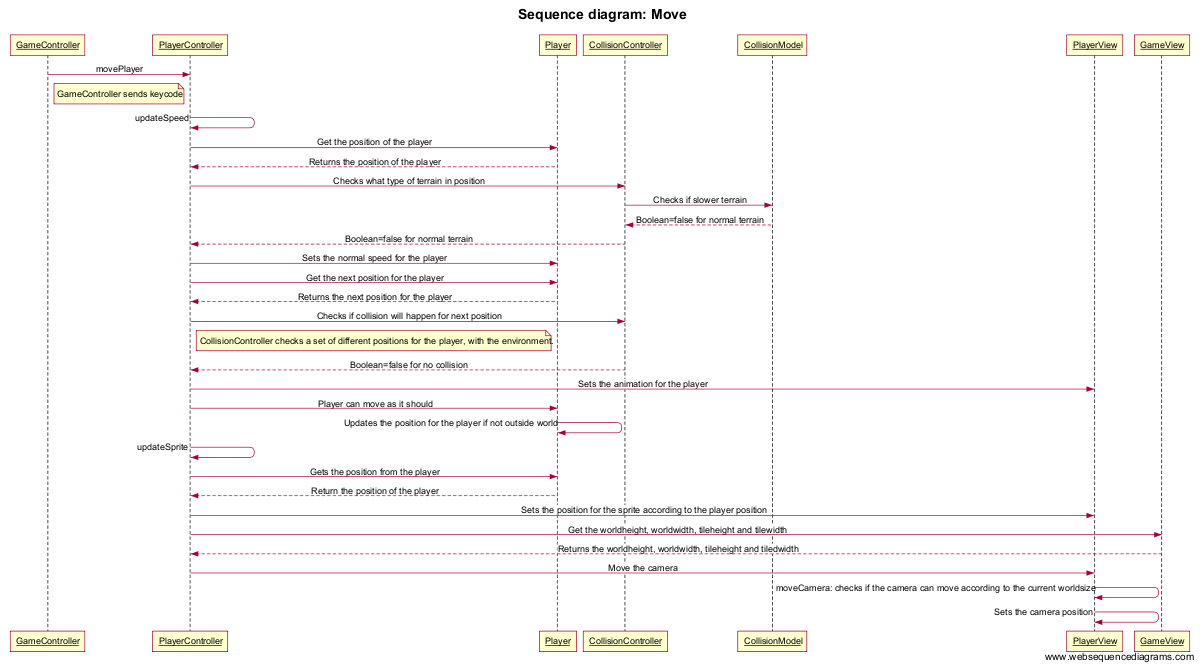 Sequence diagram: Move
GameController PlayerController Player CollisionController CollisionModel PlayerView GameView
movePlayer
GameController sends keycode
updateSpeed
Get the position of the player
Returns the position of the player
Checks what type of terrain in position
Checks if slower terrain
Boolean=false for normal terrain
Boolean=false for normal terrain
Sets the normal speed for the player
Get the next position for the player
Returns the next position for the player
Checks if collision will happen for next position
CollisionController checks a set of different positions for the player, with the environment.
Boolean=false for no collision
Sets the animation for the player
Player can move as it should
Updates the position for the player if not outside world
updateSprite
Gets the position from the player
Return the position of the player
Sets the position for the sprite according to the player position
Get the worldheight, worldwidth, tileheight and tilewidth
Returns the worldheight, worldwidth, tileheight and tiledwidth
Move the camera
moveCamera: checks if the camera can move according to the current worldsize
Sets the camera position
GameController PlayerController Player CollisionController CollisionModel PlayerView GameView
www.websequencediagrams.com